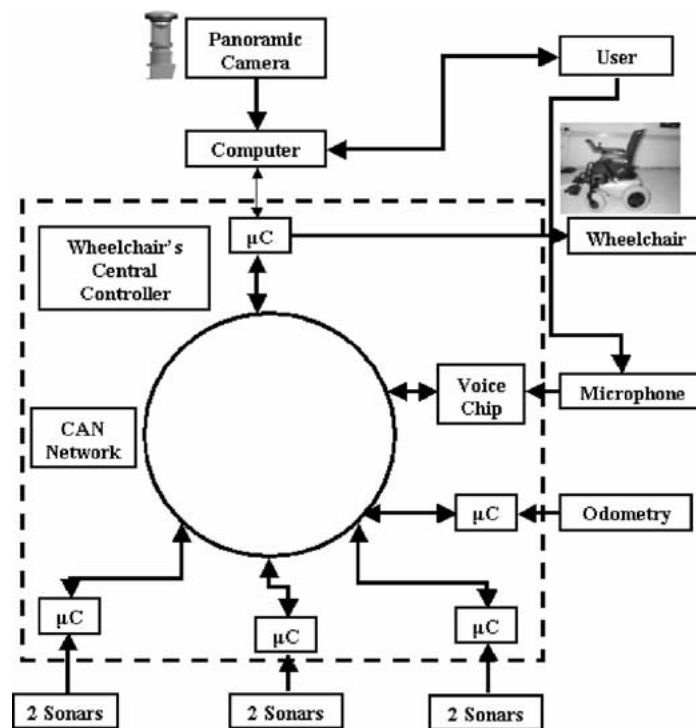 Panoramic
Camera
User
Computer
μC
Wheelchair's
Central
Controller
Wheelchair
Voice
Chip
Microphone
CAN
Network
μC
Odometry
μC
μC
μC
2 Sonars
2 Sonars
2 Sonars